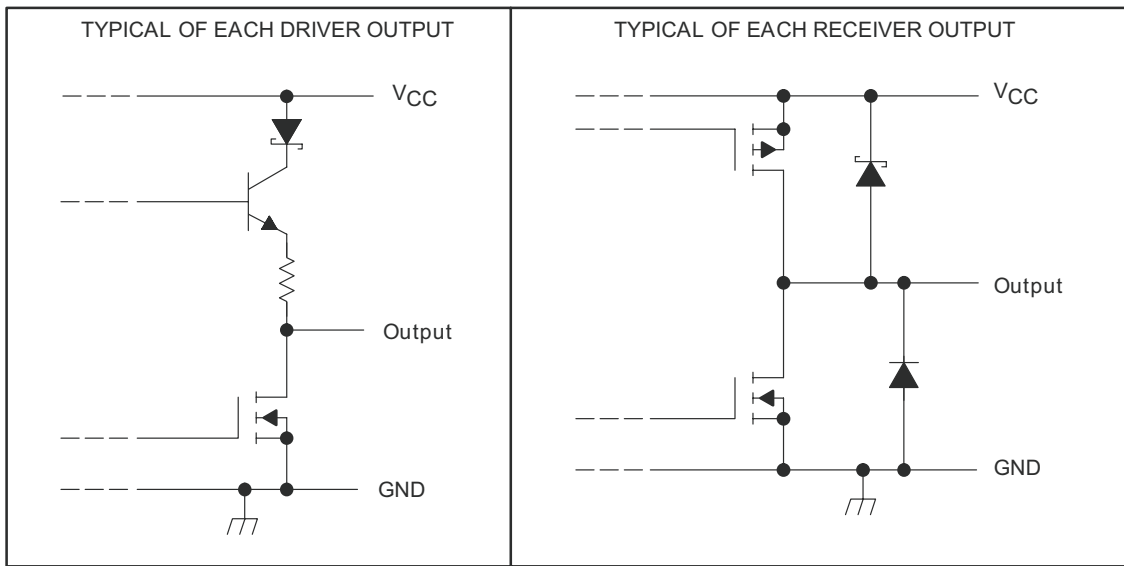 TYPICAL OF EACH DRIVER OUTPUT
VCC
Output
GND
TYPICAL OF EACH RECEIVER OUTPUT
VCC
Output
GND